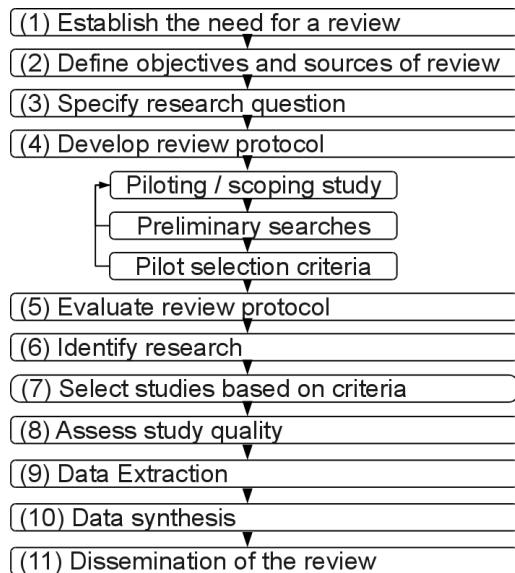 (1) Establish the need for a review
(2) Define objectives and sources of review
(3) Specify research question
(4) Develop review protocol
Piloting / scoping study
Preliminary searches
Pilot selection criteria
(5) Evaluate review protocol
(6) Identify research
(7) Select studies based on criteria
(8) Assess study quality
(9) Data Extraction
(10) Data synthesis
(11) Dissemination of the review